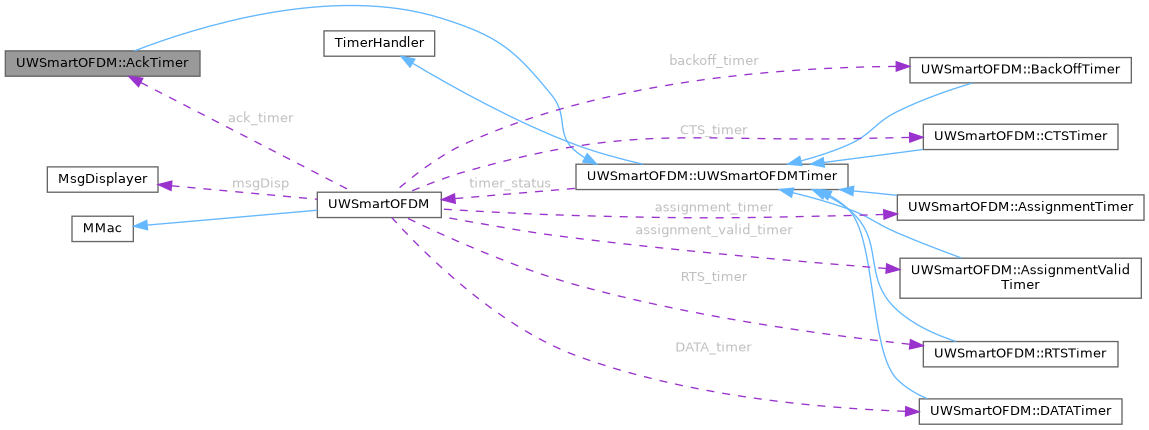 TimerHandler
UWSmartOFDM::AckTimer
backoff_timer
UWSmartOFDM::BackOffTimer
ack_timer
CTS_timer
UWSmartOFDM::CTSTimer
MsgDisplayer
msgDisp
timer_status
UWSmartOFDM::UWSmartOFDMTimer
UWSmartOFDM
assignment_timer
UWSmartOFDM::AssignmentTimer
MMac
assignment_valid_timer
UWSmartOFDM::AssignmentValid
Timer
RTS_timer
DATA_timer
UWSmartOFDM::RTSTimer
UWSmartOFDM::DATATimer